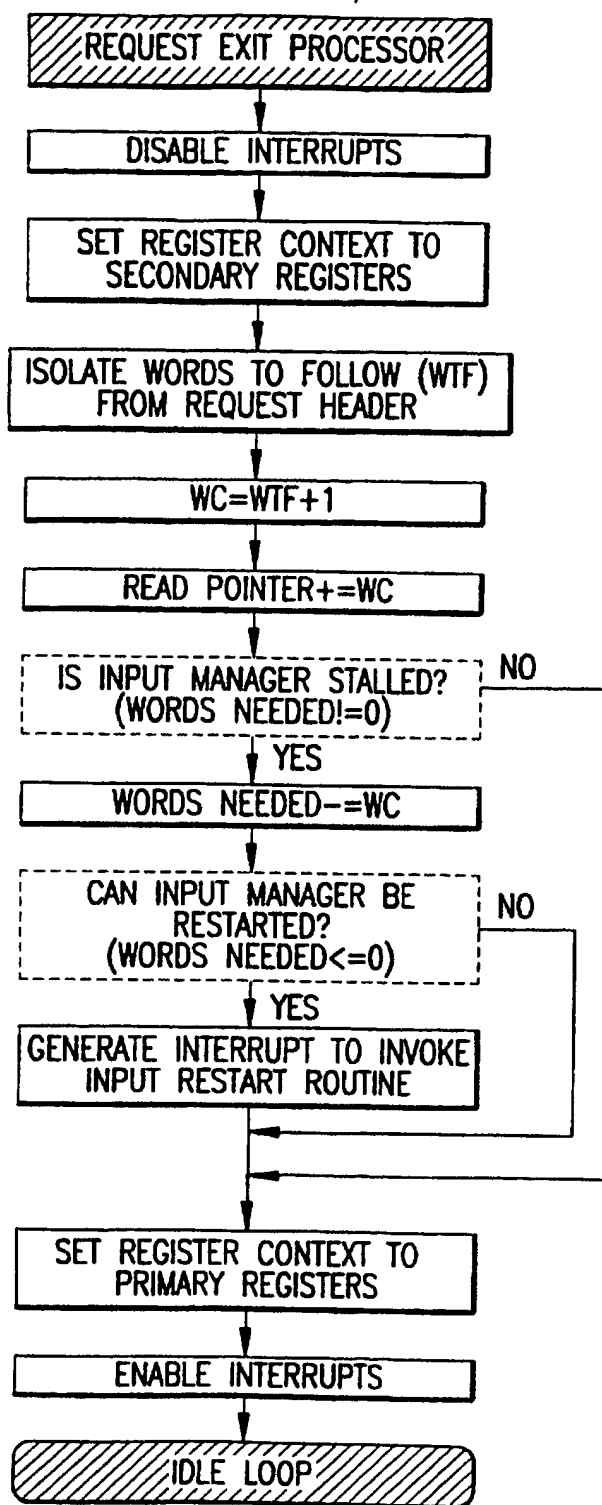 REQUEST EXIT PROCESSOR
DISABLE INTERRUPTS
SET REGISTER CONTEXT TO
SECONDARY REGISTERS
ISOLATE WORDS TO FOLLOW (WTF)
FROM REQUEST HEADER
WC=WTF+1
READ POINTER+=WC
IS INPUT MANAGER STALLED?
(WORDS NEEDED!=0)
NO
YES
WORDS NEEDED-=WC
CAN INPUT MANAGER BE
RESTARTED?
(WORDS NEEDED<=0)
NO
YES
GENERATE INTERRUPT TO INVOKE
INPUT RESTART ROUTINE
SET REGISTER CONTEXT TO
PRIMARY REGISTERS
ENABLE INTERRUPTS
IDLE LOOP